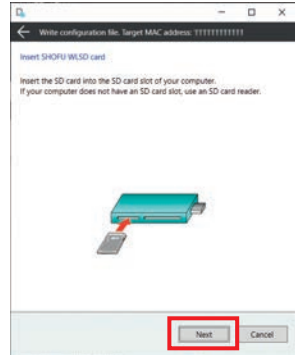 Write configuration file. Target MAC address: 111111111111
Insert SHOFU WLSD card
Insert the SD card into the SD card slot of your computer.
If your computer does not have an SD card slot, use an SD card reader.
Next
Cancel